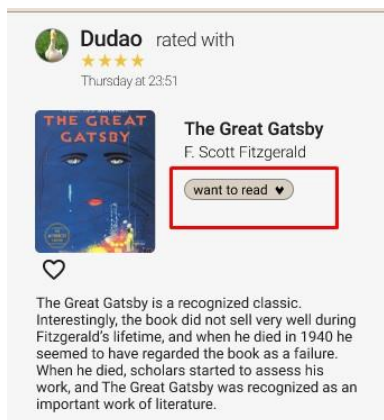 Dudao rated with
Thursday at 23:51
THE GREAT
GATSBY
The Great Gatsby
F. Scott Fitzgerald
want to read
The Great Gatsby is a recognized classic.
Interestingly, the book did not sell very well during
Fitzgerald's lifetime, and when he died in 1940 he
seemed to have regarded the book as a failure.
When he died, scholars started to assess his
work, and The Great Gatsby was recognized as an
important work of literature.